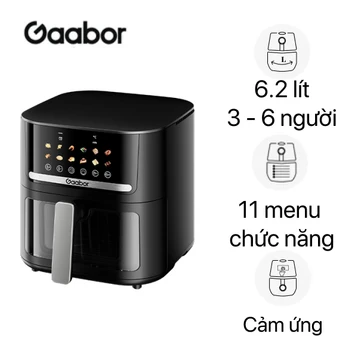 Gaabor
6.2 lít
3 - 6 người
11 menu
chức năng
Cảm ứng
Gaabor